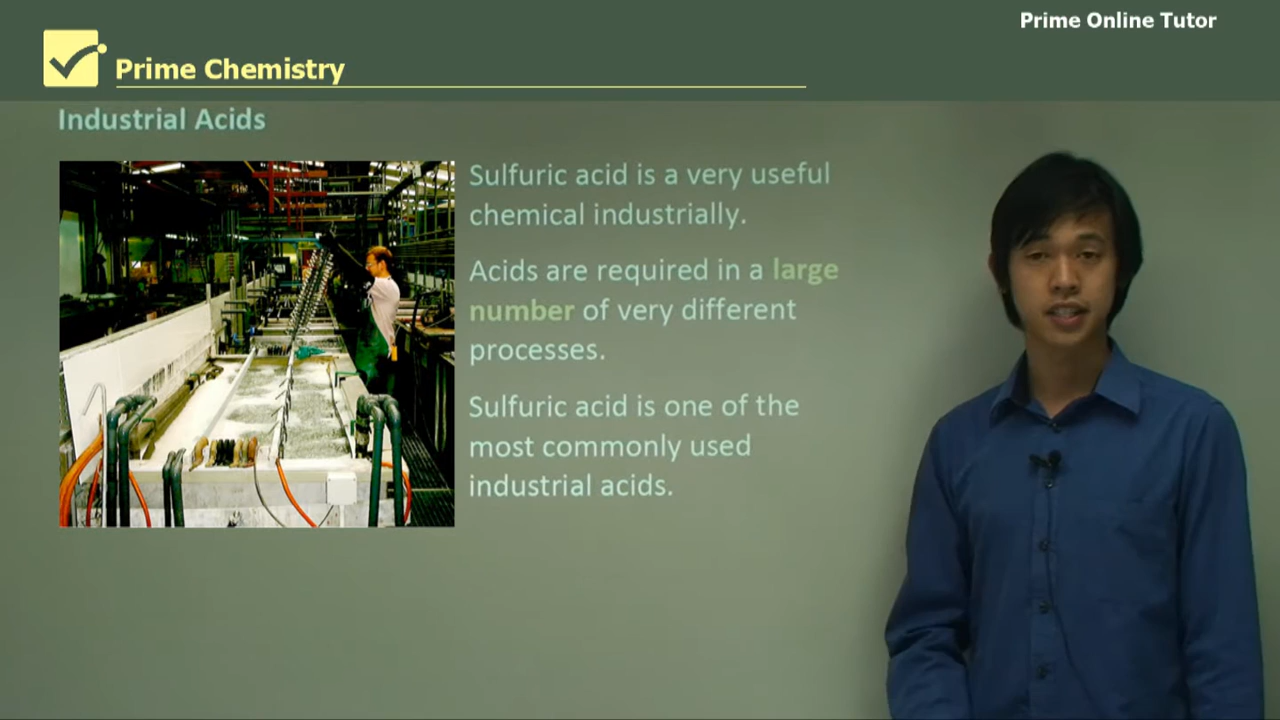 Prime Online Tutor
Prime Chemistry
Industrial Acids
Sulfuric acid is a very useful
chemical industrially.
Acids are required in a large
number of very different
processes.
Sulfuric acid is one of the
most commonly used
industrial acids.